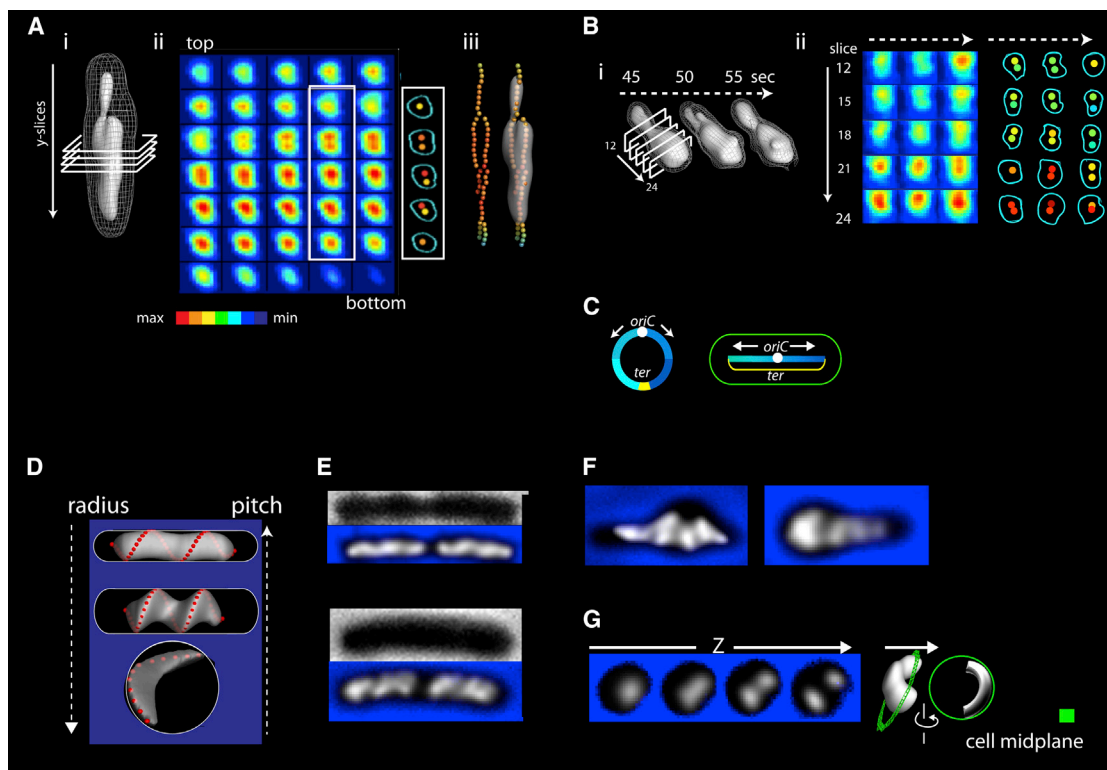 A
i
ii
top
iii
y-slices
bottom
max
min
B
i
45
50
55
sec
12
24
ii
slice
12
15
18
21
24
C
oriC
ter
oriC
ter
D
radius
pitch
E
F
G
Z
cell midplane